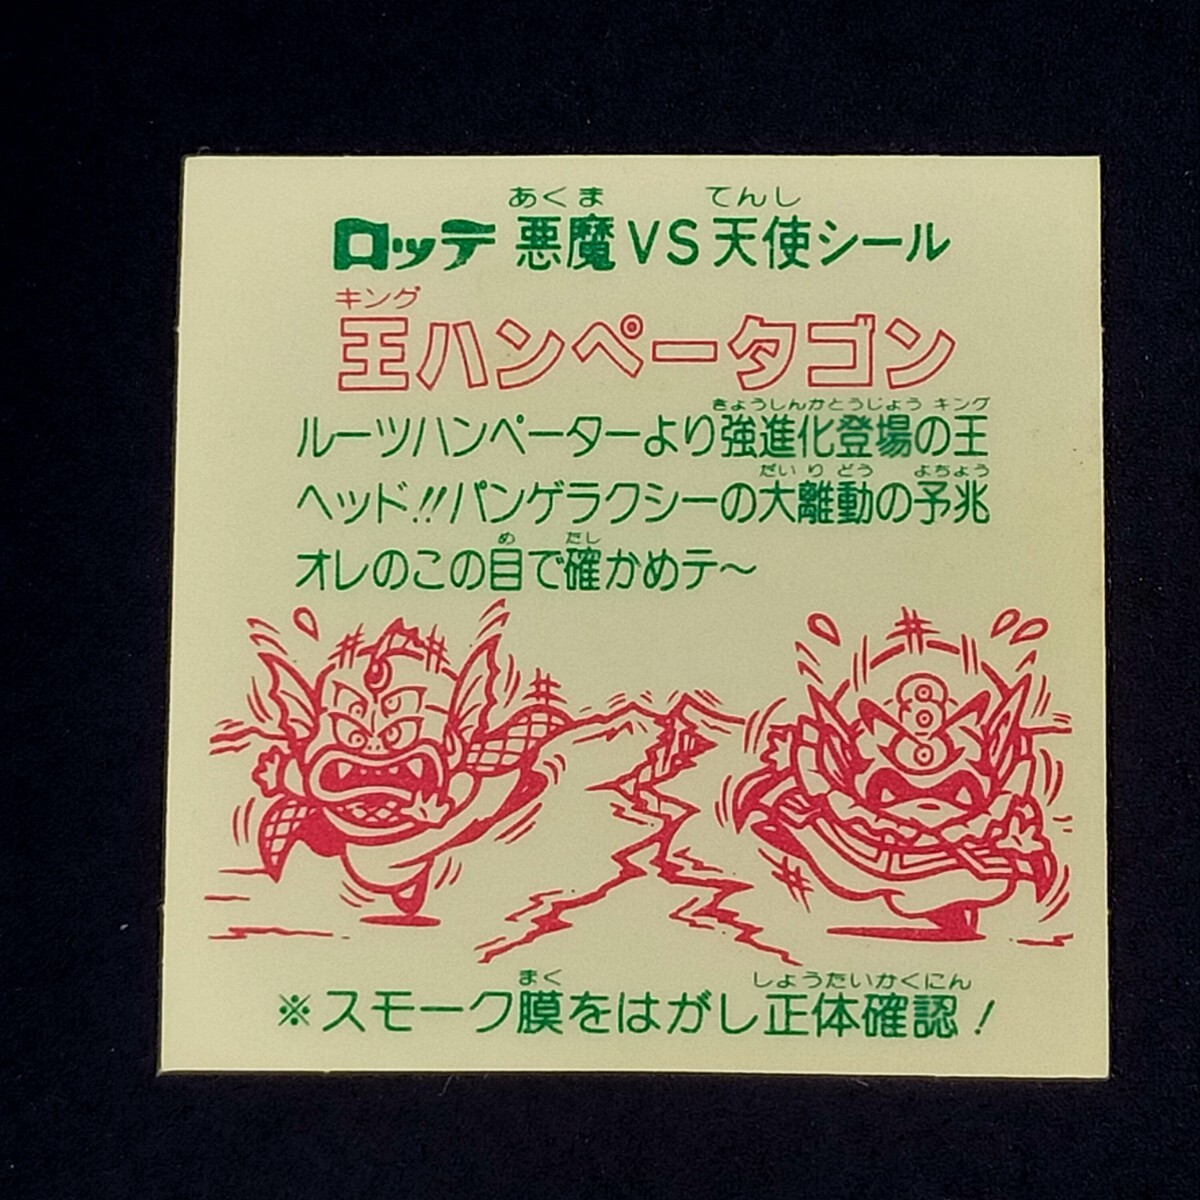 あくま てんし
ロッテ 悪魔VS天使シール
キング
王ハンペータゴン
きょうしんかとうじょう キング
ルーツハンペーターより強進化登場の王
だいりどう よちょう
ヘッド!!パンゲラクシーの大離動の予兆
め たし
オレのこの目で確かめテ〜
まく しょうたいかくにん
※スモーク膜をはがし正体確認!